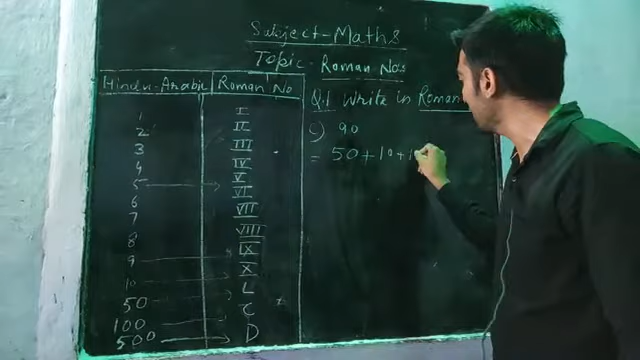 Subject-Maths
Topic- Roman Nos
Hindu-Arabic Roman No
Q.1 Write in Roman
1 I
2 II
3 III
4 IV
5 V
6 VI
7 VII
8 VIII
9 IX
10 X
50 L
100 C
500 D
c) 90
= 50+10+1